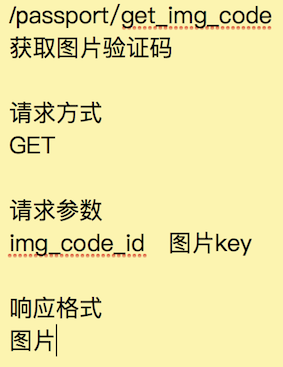 /passport/get_img_code
获取图片验证码
请求方式
GET
请求参数
img_code_id 图片key
响应格式
图片